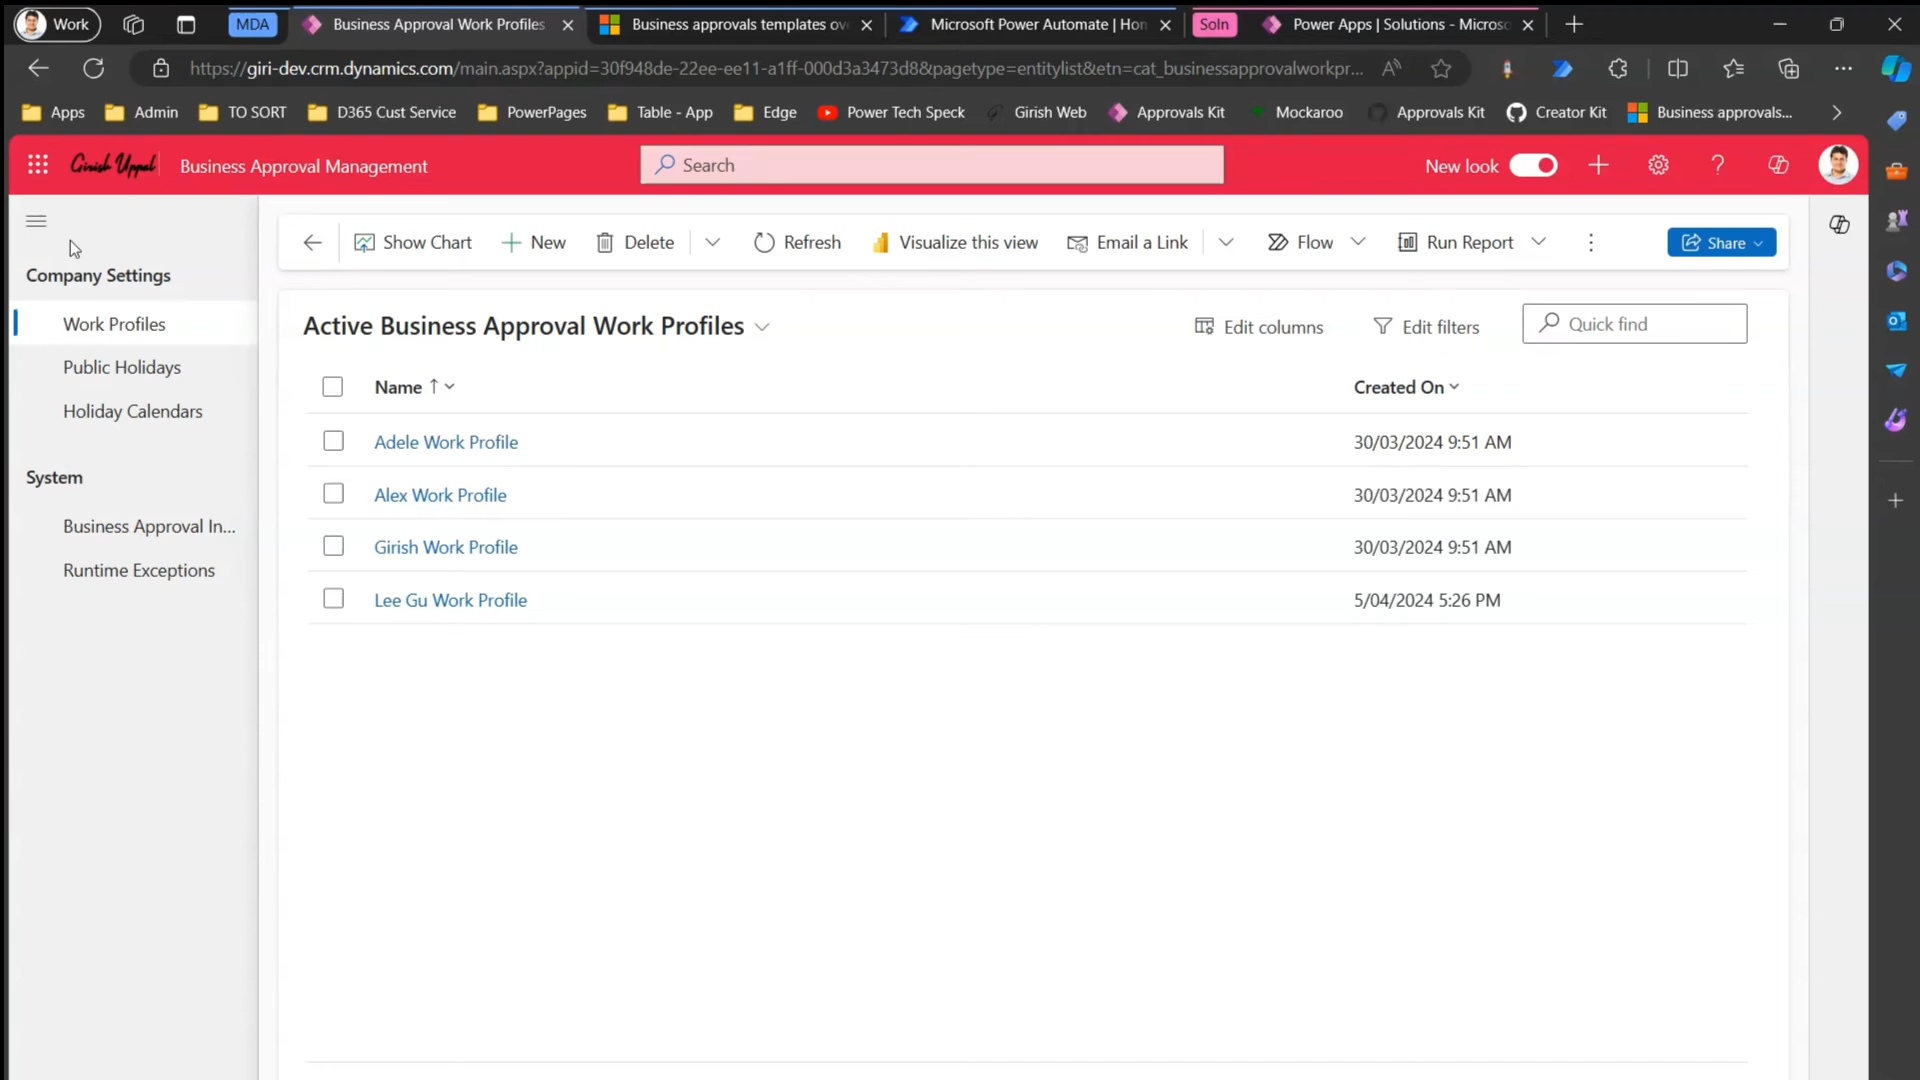 Work
MDA
Business Approval Work Profiles
Business approvals templates ov
Microsoft Power Automate | Hon
Soln
Power Apps | Solutions - Micros
https://giri-dev.crm.dynamics.com/main.aspx?appid=30f948de-22ee-ee11-a1ff-000d3a3473d8&pagetype=entitylist&etn=cat_businessapprovalworkpr...
Apps
Admin
TO SORT
D365 Cust Service
PowerPages
Table - App
Edge
Power Tech Speck
Girish Web
Approvals Kit
Mockaroo
Approvals Kit
Creator Kit
Business approvals...
Girish Uppal
Business Approval Management
Search
New look
Show Chart
New
Delete
Refresh
Visualize this view
Email a Link
Flow
Run Report
Share
Company Settings
Work Profiles
Public Holidays
Holiday Calendars
System
Business Approval In...
Runtime Exceptions
Active Business Approval Work Profiles
Edit columns
Edit filters
Quick find
Name
Created On
Adele Work Profile
30/03/2024 9:51 AM
Alex Work Profile
30/03/2024 9:51 AM
Girish Work Profile
30/03/2024 9:51 AM
Lee Gu Work Profile
5/04/2024 5:26 PM